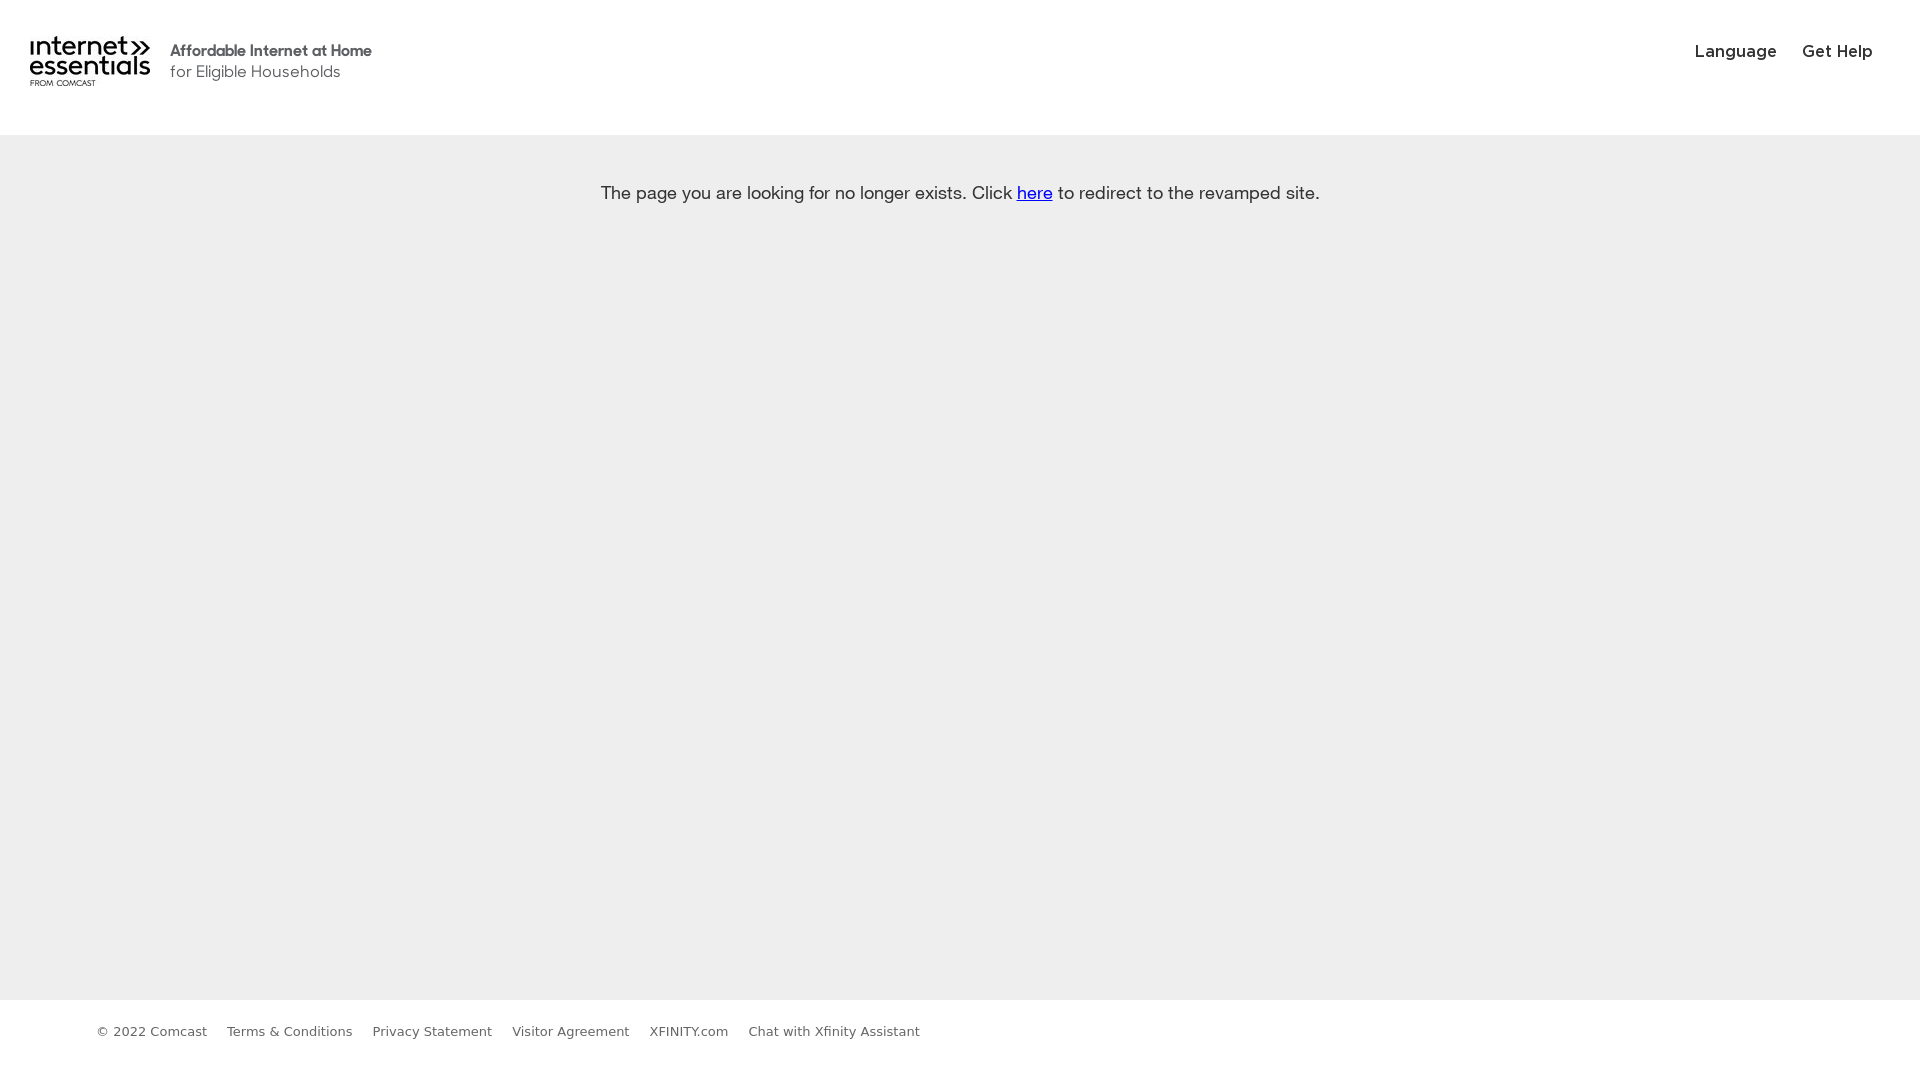 internet
essentials
FROM COMCAST
Affordable Internet at Home
for Eligible Households
Language Get Help
The page you are looking for no longer exists. Click here to redirect to the revamped site.
© 2022 Comcast Terms & Conditions Privacy Statement Visitor Agreement XFINITY.com Chat with Xfinity Assistant